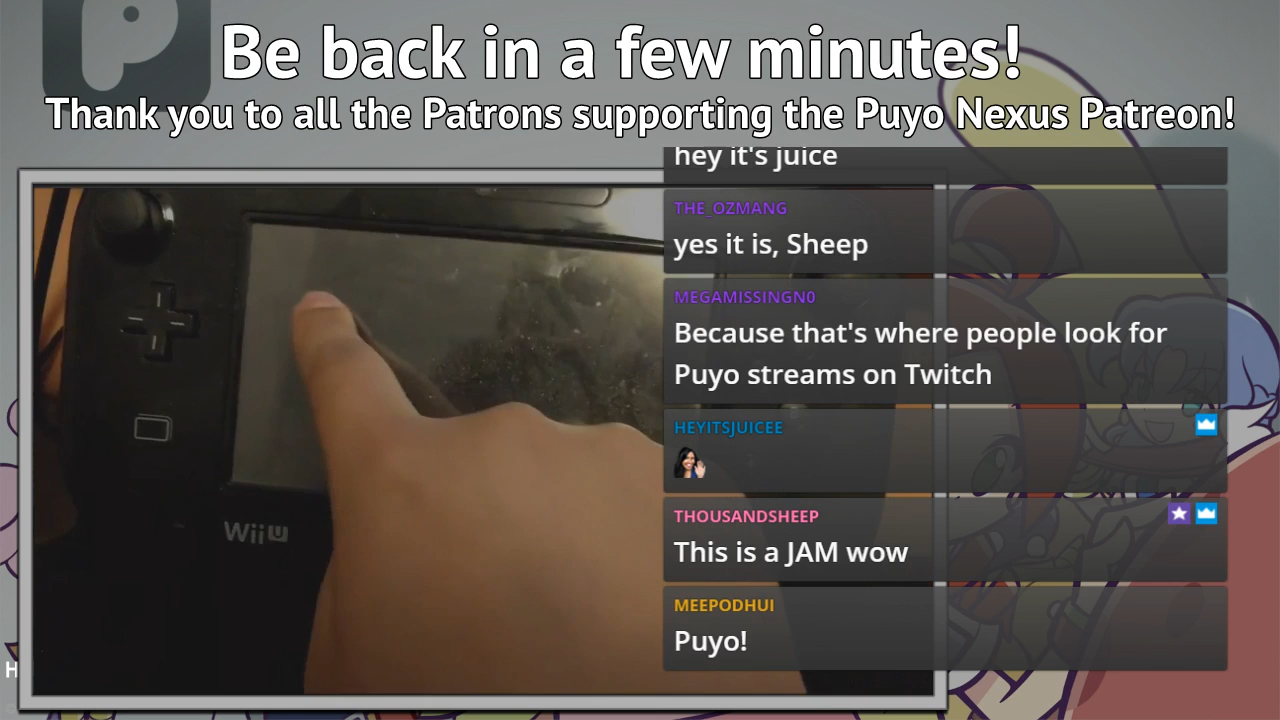 Be back in a few minutes!
Thank you to all the Patrons supporting the Puyo Nexus Patreon!
hey it's juice
THE_OZMANG
yes it is, Sheep
MEGAMISSINGN0
Because that's where people look for
Puyo streams on Twitch
HEYITSJUICEE
THOUSANDSHEEP
This is a JAM wow
MEEPODHUI
Puyo!
Wii U
H